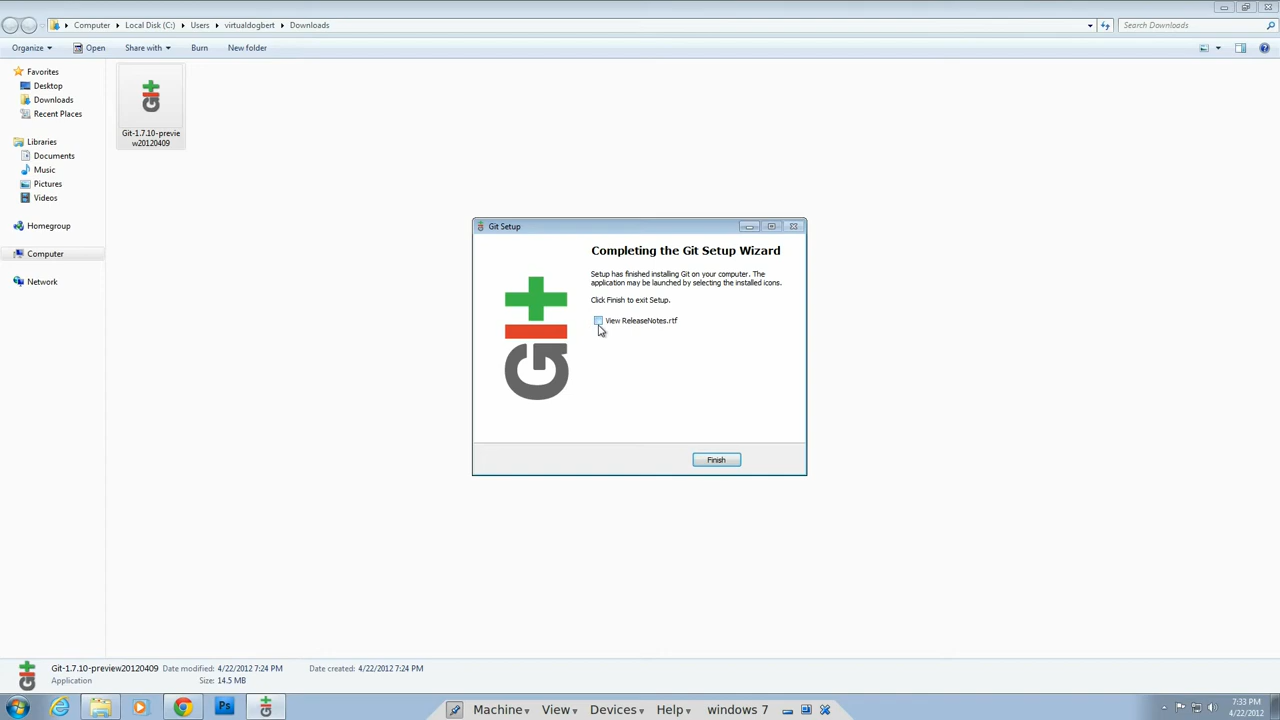 Computer Local Disk (C:) Users virtualdogbert Downloads
Search Downloads
Organize Open Share with Burn New folder
Favorites
Desktop
Downloads
Recent Places
Libraries
Documents
Music
Pictures
Videos
Homegroup
Computer
Network
Git-1.7.10-previe
w20120409
Git Setup
Completing the Git Setup Wizard
Setup has finished installing Git on your computer. The
application may be launched by selecting the installed icons.
Click Finish to exit Setup.
View ReleaseNotes.rtf
GIt
Finish
Git-1.7.10-preview20120409 Date modified: 4/22/2012 7:24 PM Date created: 4/22/2012 7:24 PM
Application Size: 14.5 MB
Ps
Machine View Devices Help windows 7
7:33 PM
4/22/2012